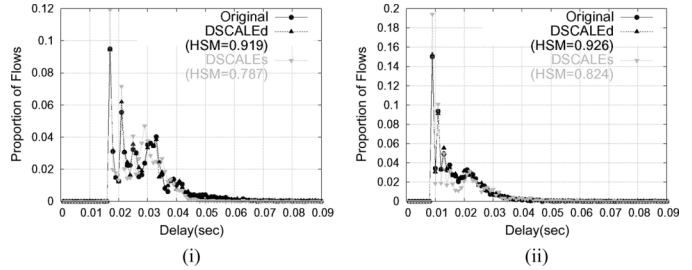 0.12
0.1
0.08
0.06
0.04
0.02
0
Proportion of Flows
Original
DSCALEd
(HSM=0.919)
DSCALEs
(HSM=0.787)
0 0.01 0.02 0.03 0.04 0.05 0.06 0.07 0.08 0.09
Delay(sec)
(i)
0.2
0.18
0.16
0.14
0.12
0.1
0.08
0.06
0.04
0.02
0
Proportion of Flows
Original
DSCALEd
(HSM=0.926)
DSCALEs
(HSM=0.824)
0 0.01 0.02 0.03 0.04 0.05 0.06 0.07 0.08 0.09
Delay(sec)
(ii)